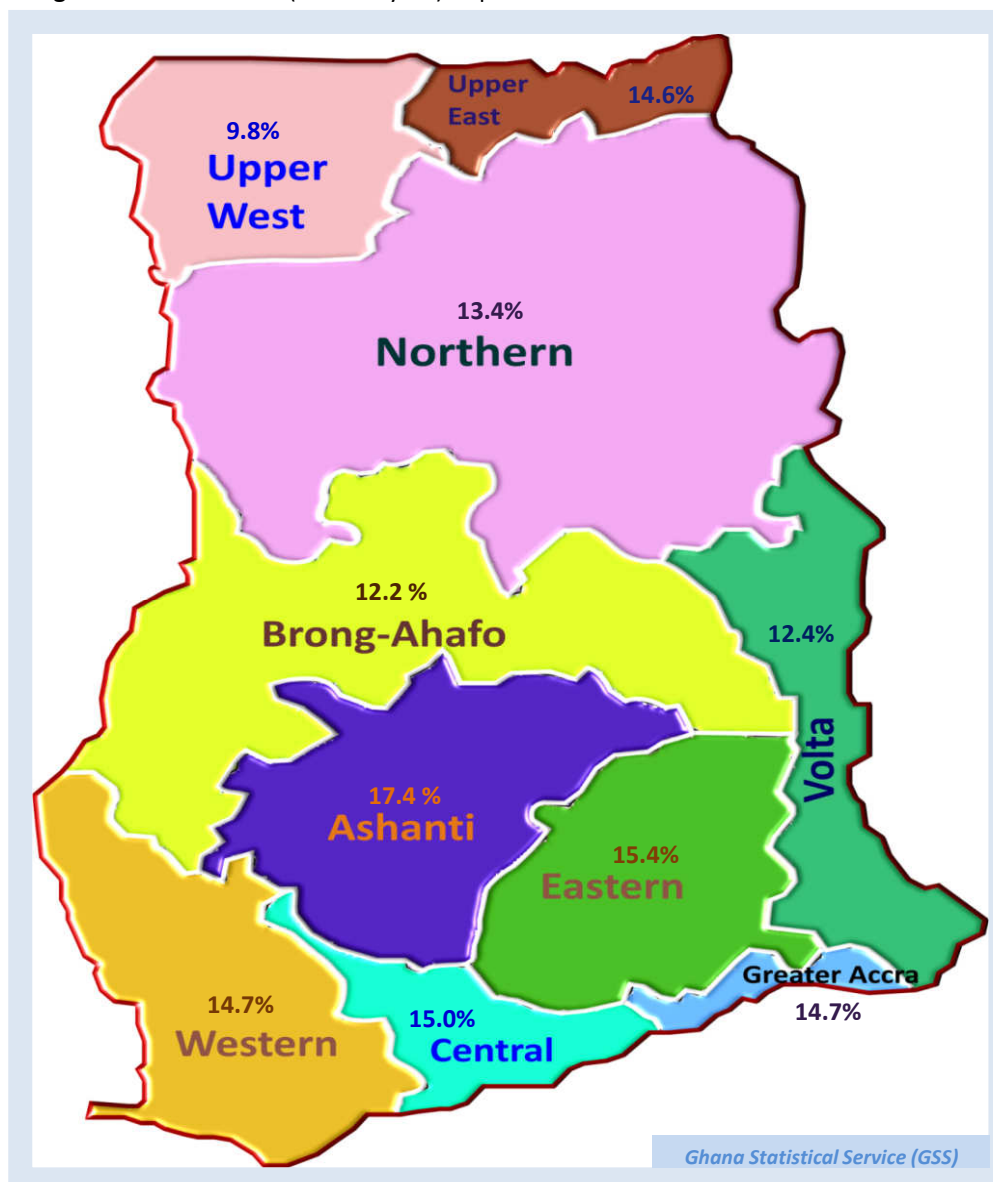 Upper
East
14.6%
9.8%
Upper
West
13.4%
Northern
12.2 %
Brong-Ahafo
12.4%
Volta
17.4 %
Ashanti
15.4%
Eastern
Greater Accra
14.7%
14.7%
Western
15.0%
Central
Ghana Statistical Service (GSS)